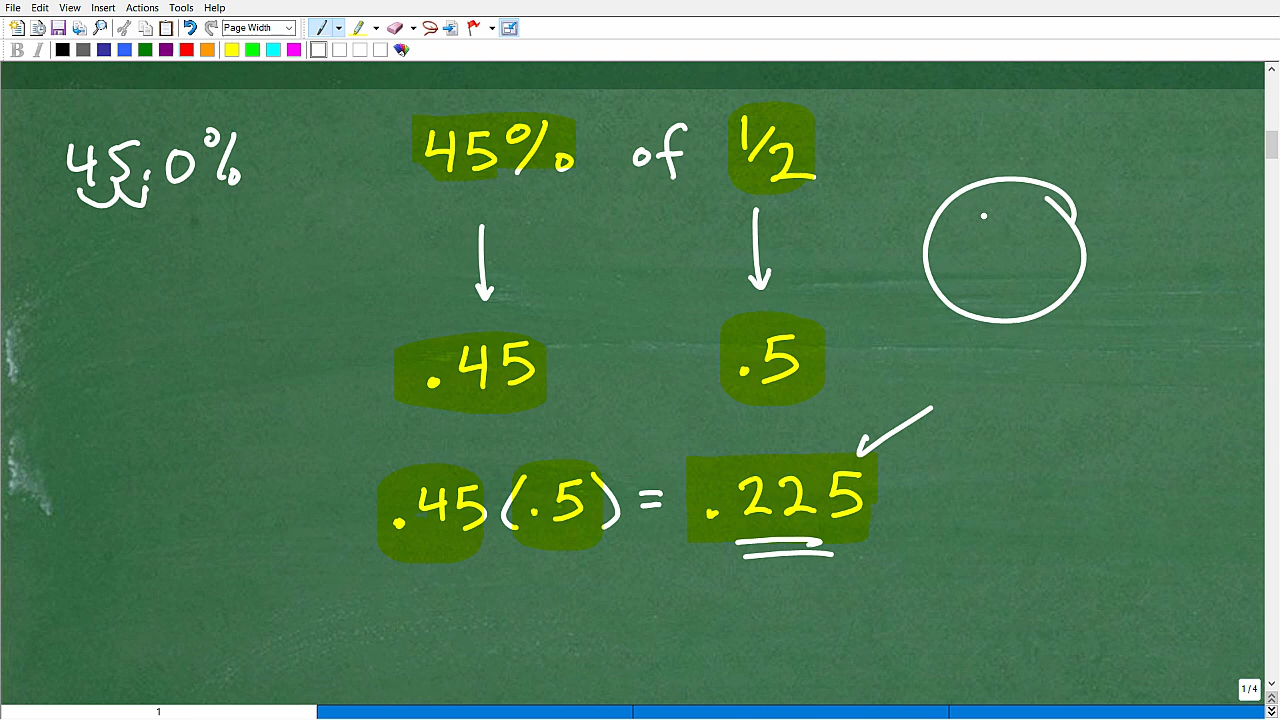 File Edit View Insert Actions Tools Help
Page Width
B I
45.0%
45% of 1/2
.45 .5
.45(.5) = .225
1/4
1